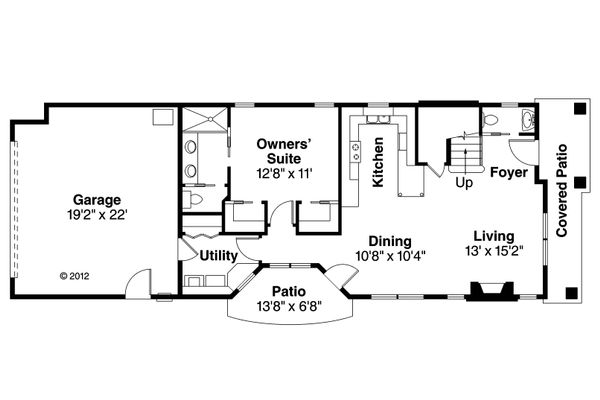 Garage
19'2" x 22'
© 2012
Owners'
Suite
12'8" x 11'
Utility
Patio
13'8" x 6'8"
Kitchen
Dining
10'8" x 10'4"
Up
Foyer
Living
13' x 15'2"
Covered Patio